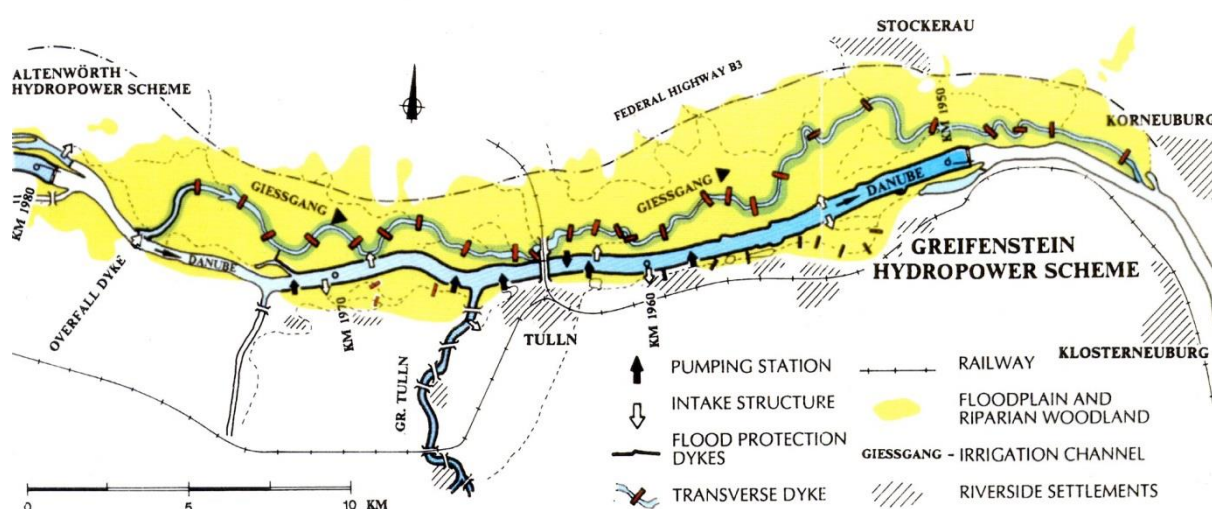 STOCKERAU
ALTENWÖRTH
HYDROPOWER SCHEME
FEDERAL HIGHWAY B3
KM 1950
KORNEUBURG
KM 1980
GIESSGANG
GIESSGANG
DANUBE
DANUBE
OVERFALL DYKE
KM 1970
KM 1960
GREIFENSTEIN
HYDROPOWER SCHEME
TULLN
GR. TULLN
KLOSTERNEUBURG
PUMPING STATION
INTAKE STRUCTURE
FLOOD PROTECTION
DYKES
TRANSVERSE DYKE
RAILWAY
FLOODPLAIN AND
RIPARIAN WOODLAND
GIESSGANG - IRRIGATION CHANNEL
RIVERSIDE SETTLEMENTS
0 5 10 KM